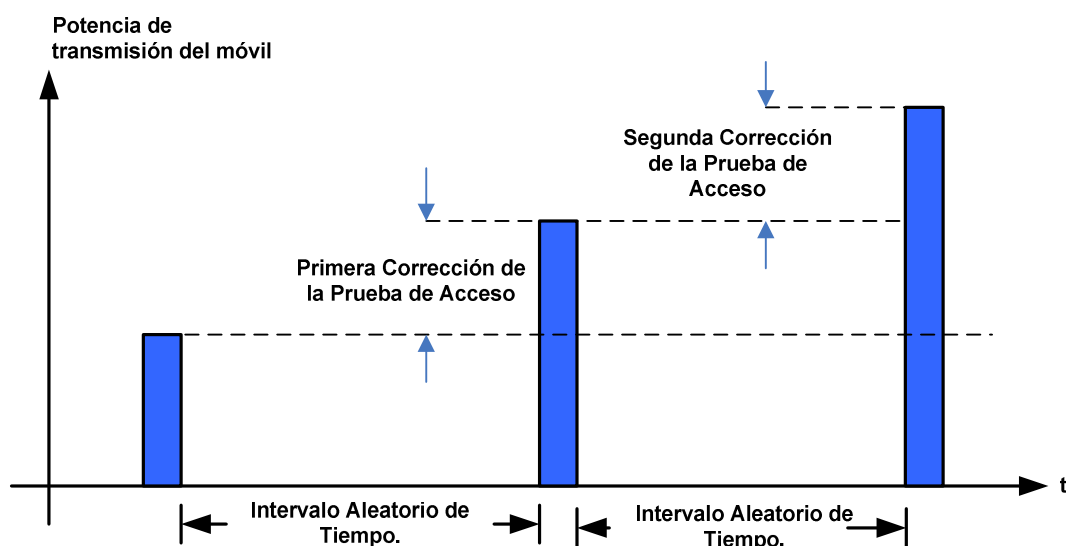 Potencia de
transmisión del móvil
Segunda Corrección
de la Prueba de
Acceso
Primera Corrección de
la Prueba de Acceso
t
Intervalo Aleatorio de
Tiempo.
Intervalo Aleatorio de
Tiempo.